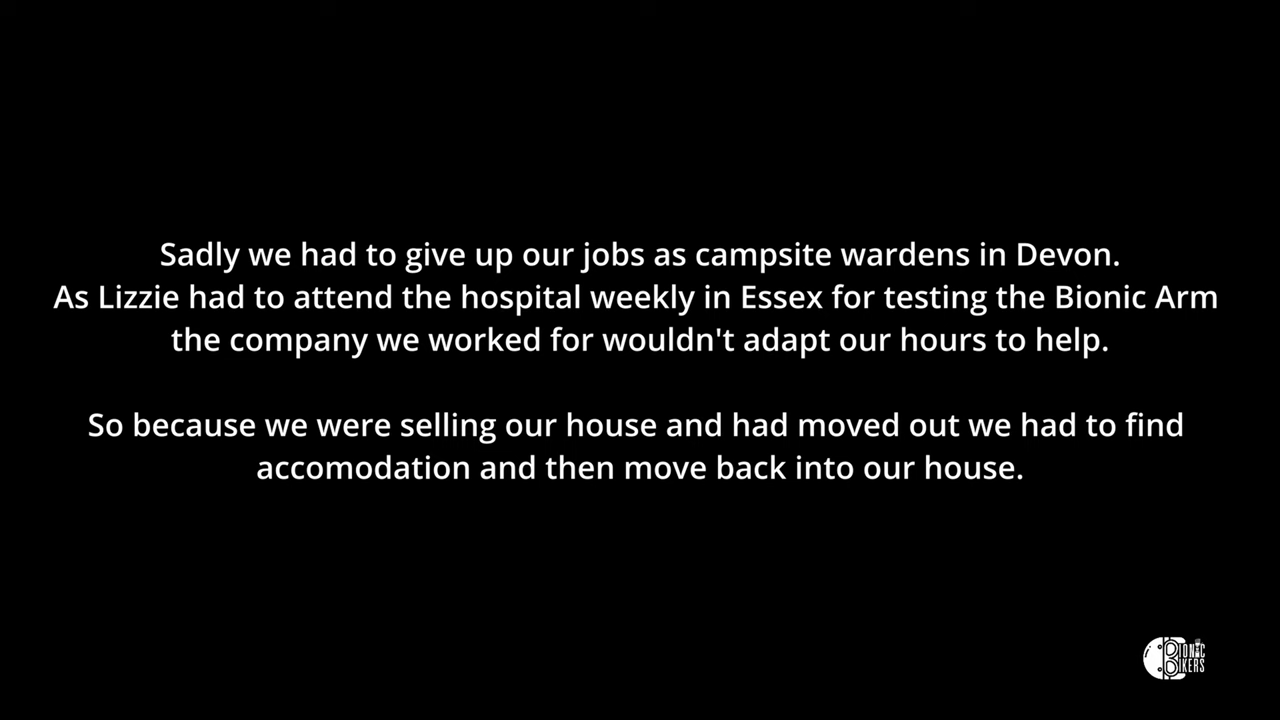 Sadly we had to give up our jobs as campsite wardens in Devon.
As Lizzie had to attend the hospital weekly in Essex for testing the Bionic Arm
the company we worked for wouldn't adapt our hours to help.
So because we were selling our house and had moved out we had to find
accomodation and then move back into our house.
BIONIC
BIKERS